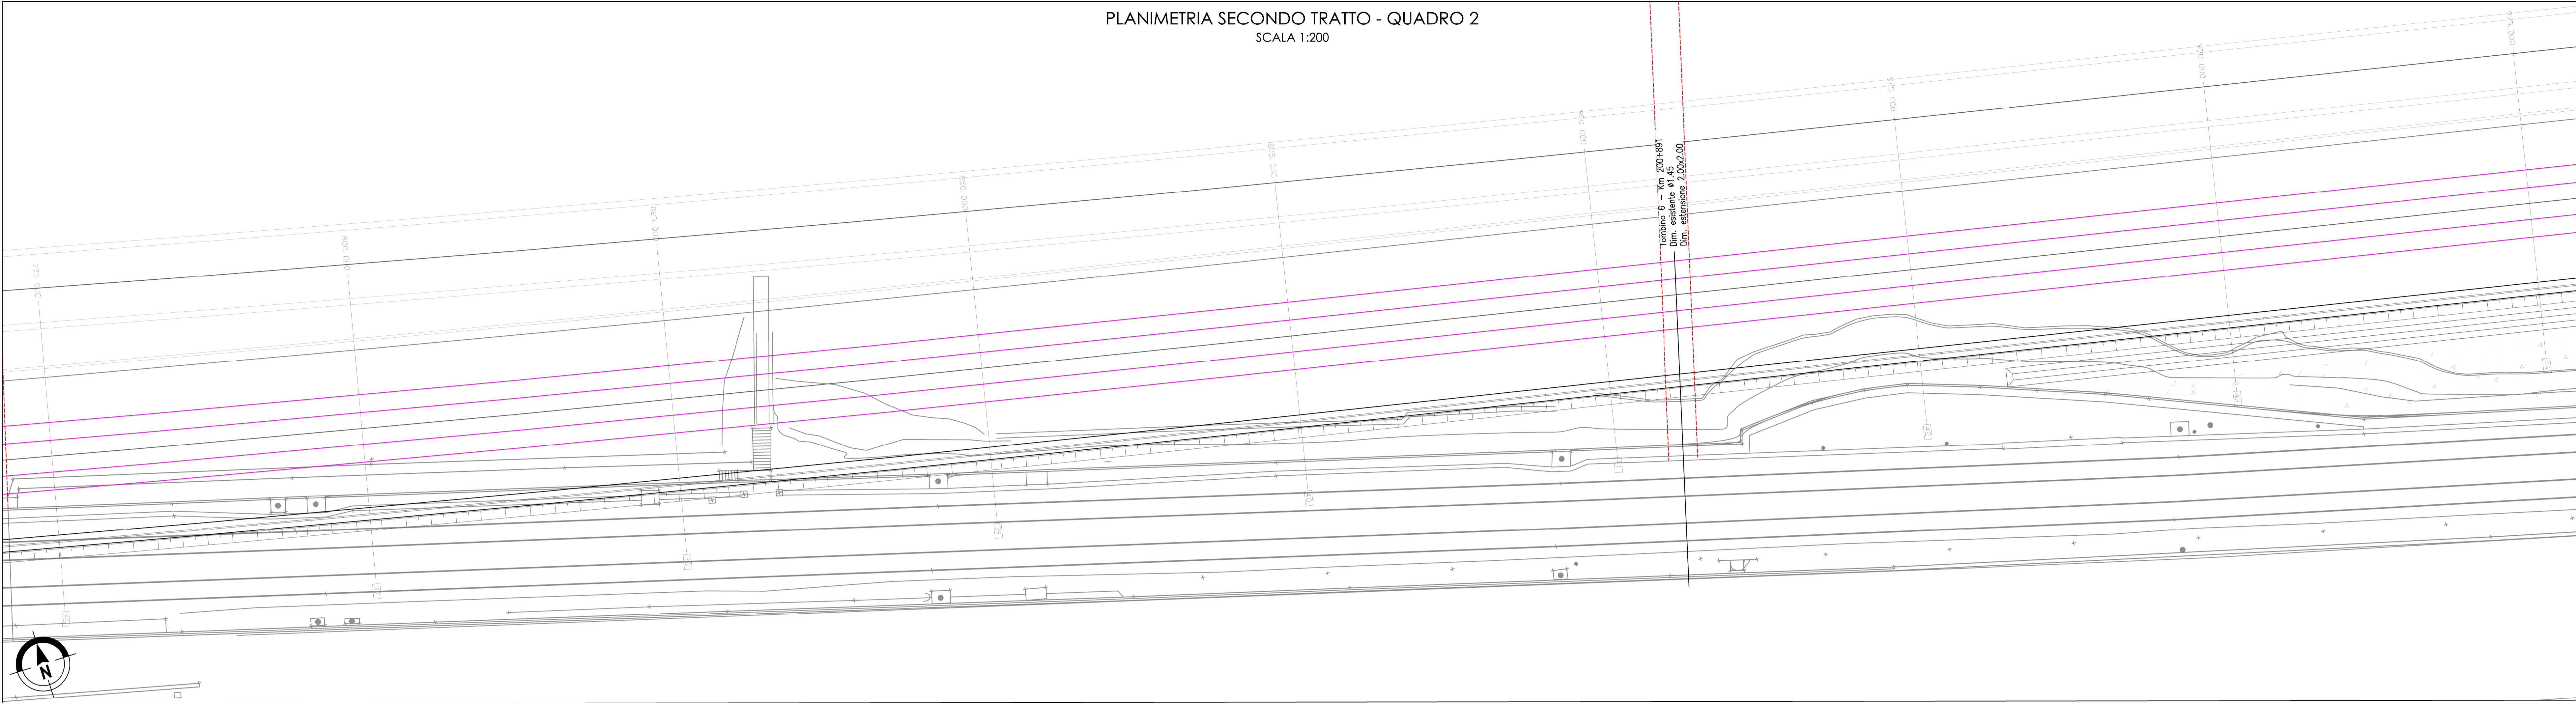 PLANIMETRIA SECONDO TRATTO - QUADRO 2
SCALA 1:200
775. 000
800. 000
825. 000
850. 000
875. 000
900. 000
925. 000
950. 000
975. 000
Tombino 6 - Km 200+891
Dim. esistente ø1.45
Dim. estensione 2.00x2.00
N